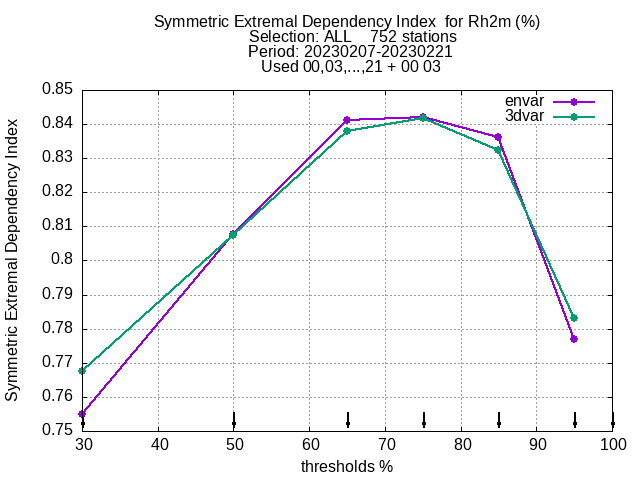 Symmetric Extremal Dependency Index  for Rh2m (%)
Selection: ALL    752 stations
Period: 20230207-20230221
Used 00,03,...,21 + 00 03
envar
3dvar
Symmetric Extremal Dependency Index
0.85
0.84
0.83
0.82
0.81
0.8
0.79
0.78
0.77
0.76
0.75
30 40 50 60 70 80 90 100
thresholds %